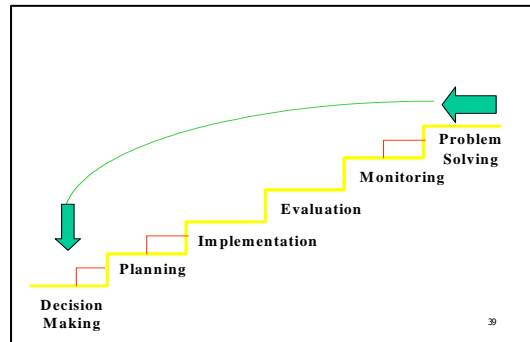 Problem
Solving
Monitoring
Evaluation
Implementation
Planning
Decision
Making
39